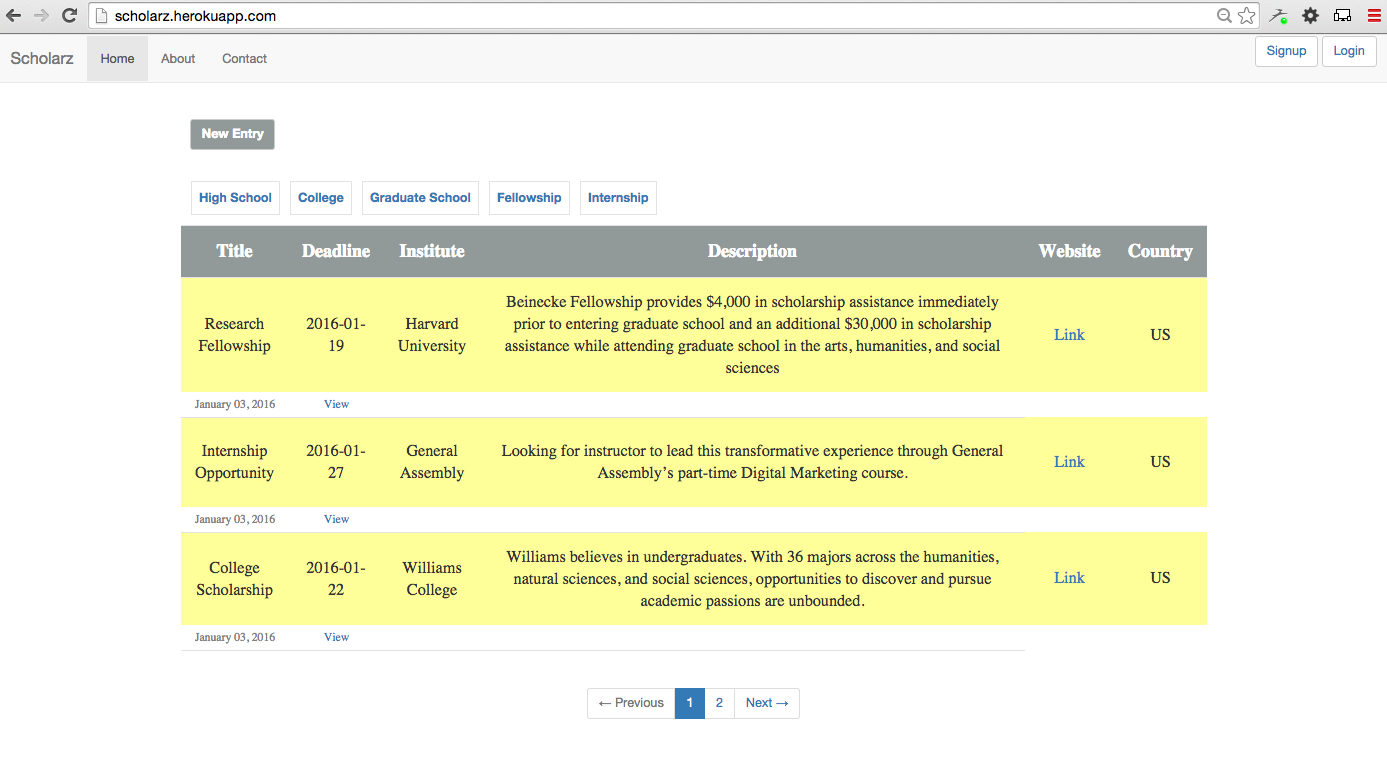 scholarz.herokuapp.com
Scholarz Home About Contact Signup Login
New Entry
High School College Graduate School Fellowship Internship
Title Deadline Institute Description Website Country
Beinecke Fellowship provides $4,000 in scholarship assistance immediately
Research 2016-01- Harvard prior to entering graduate school and an additional $30,000 in scholarship
Fellowship 19 University assistance while attending graduate school in the arts, humanities, and social Link US
sciences
January 03, 2016 View
Internship 2016-01- General Looking for instructor to lead this transformative experience through General
Opportunity 27 Assembly Assembly’s part-time Digital Marketing course. Link US
January 03, 2016 View
Williams believes in undergraduates. With 36 majors across the humanities,
College 2016-01- Williams natural sciences, and social sciences, opportunities to discover and pursue Link US
Scholarship 22 College academic passions are unbounded.
January 03, 2016 View
← Previous 1 2 Next →